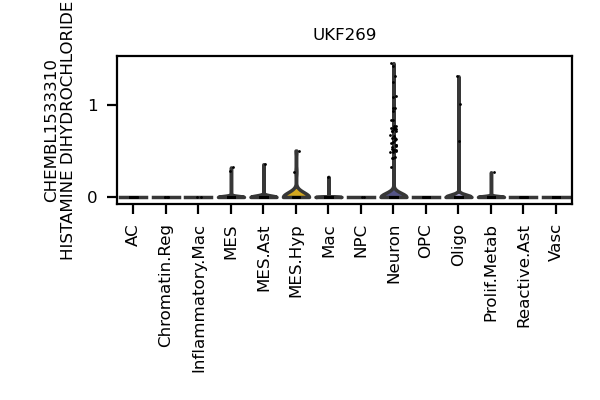 UKF269
CHEMBL1533310
HISTAMINE DIHYDROCHLORIDE
1
0
AC
Chromatin.Reg
Inflammatory.Mac
MES
MES.Ast
MES.Hyp
Mac
NPC
Neuron
OPC
Oligo
Prolif.Metab
Reactive.Ast
Vasc